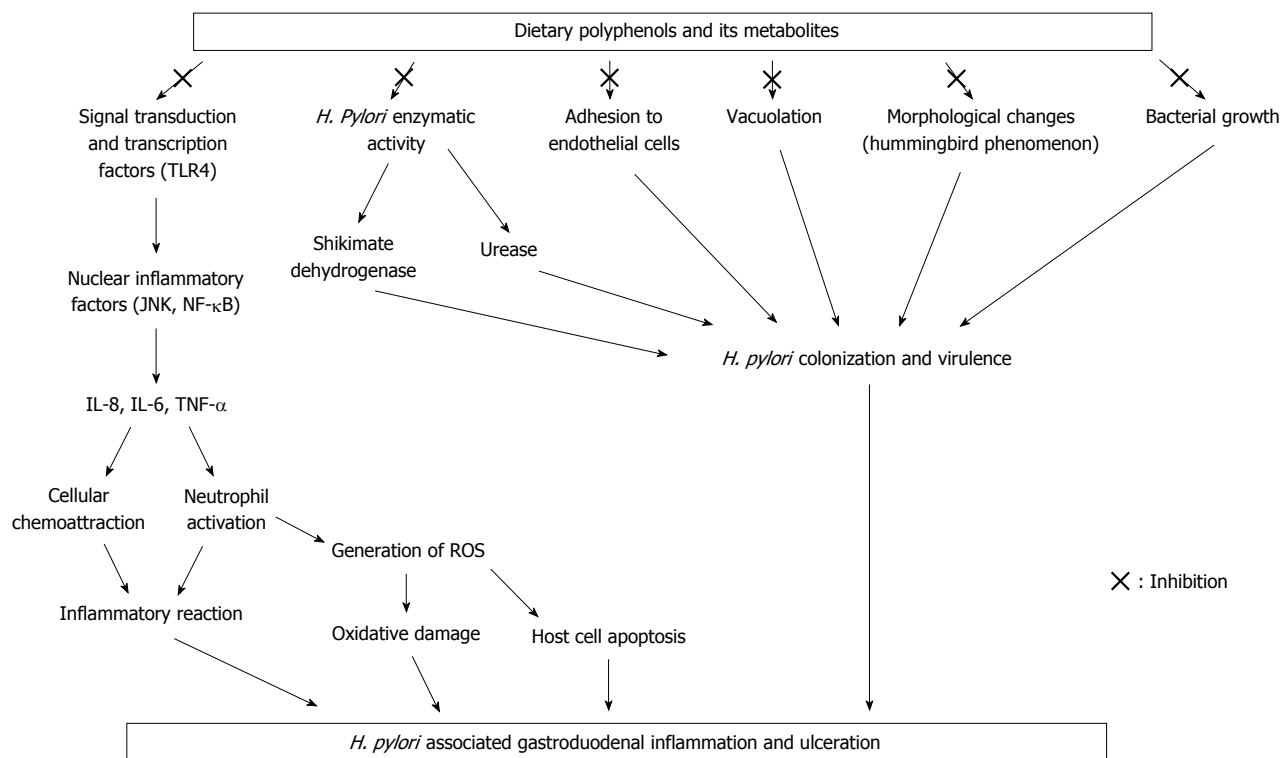 Dietary polyphenols and its metabolites
Signal transduction
and transcription
factors (TLR4)
H. Pylori enzymatic
activity
Adhesion to
endothelial cells
Vacuolation
Morphological changes
(hummingbird phenomenon)
Bacterial growth
Shikimate
dehydrogenase
Urease
Nuclear inflammatory
factors (JNK, NF-κB)
H. pylori colonization and virulence
IL-8, IL-6, TNF-α
Cellular
chemoattraction
Neutrophil
activation
Generation of ROS
: Inhibition
Inflammatory reaction
Oxidative damage
Host cell apoptosis
H. pylori associated gastroduodenal inflammation and ulceration